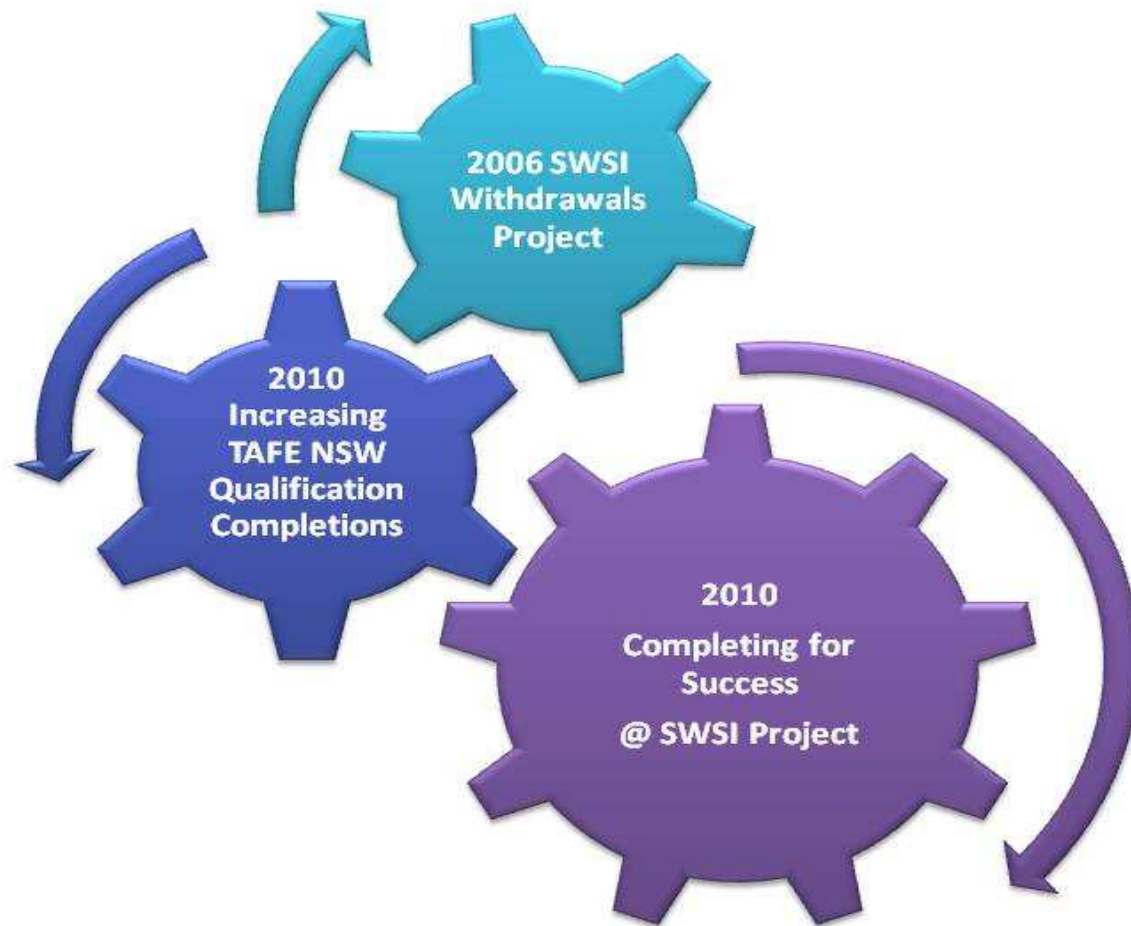 2006 SWSI
Withdrawals
Project
2010
Increasing
TAFE NSW
Qualification
Completions
2010
Completing for
Success
@ SWSI Project